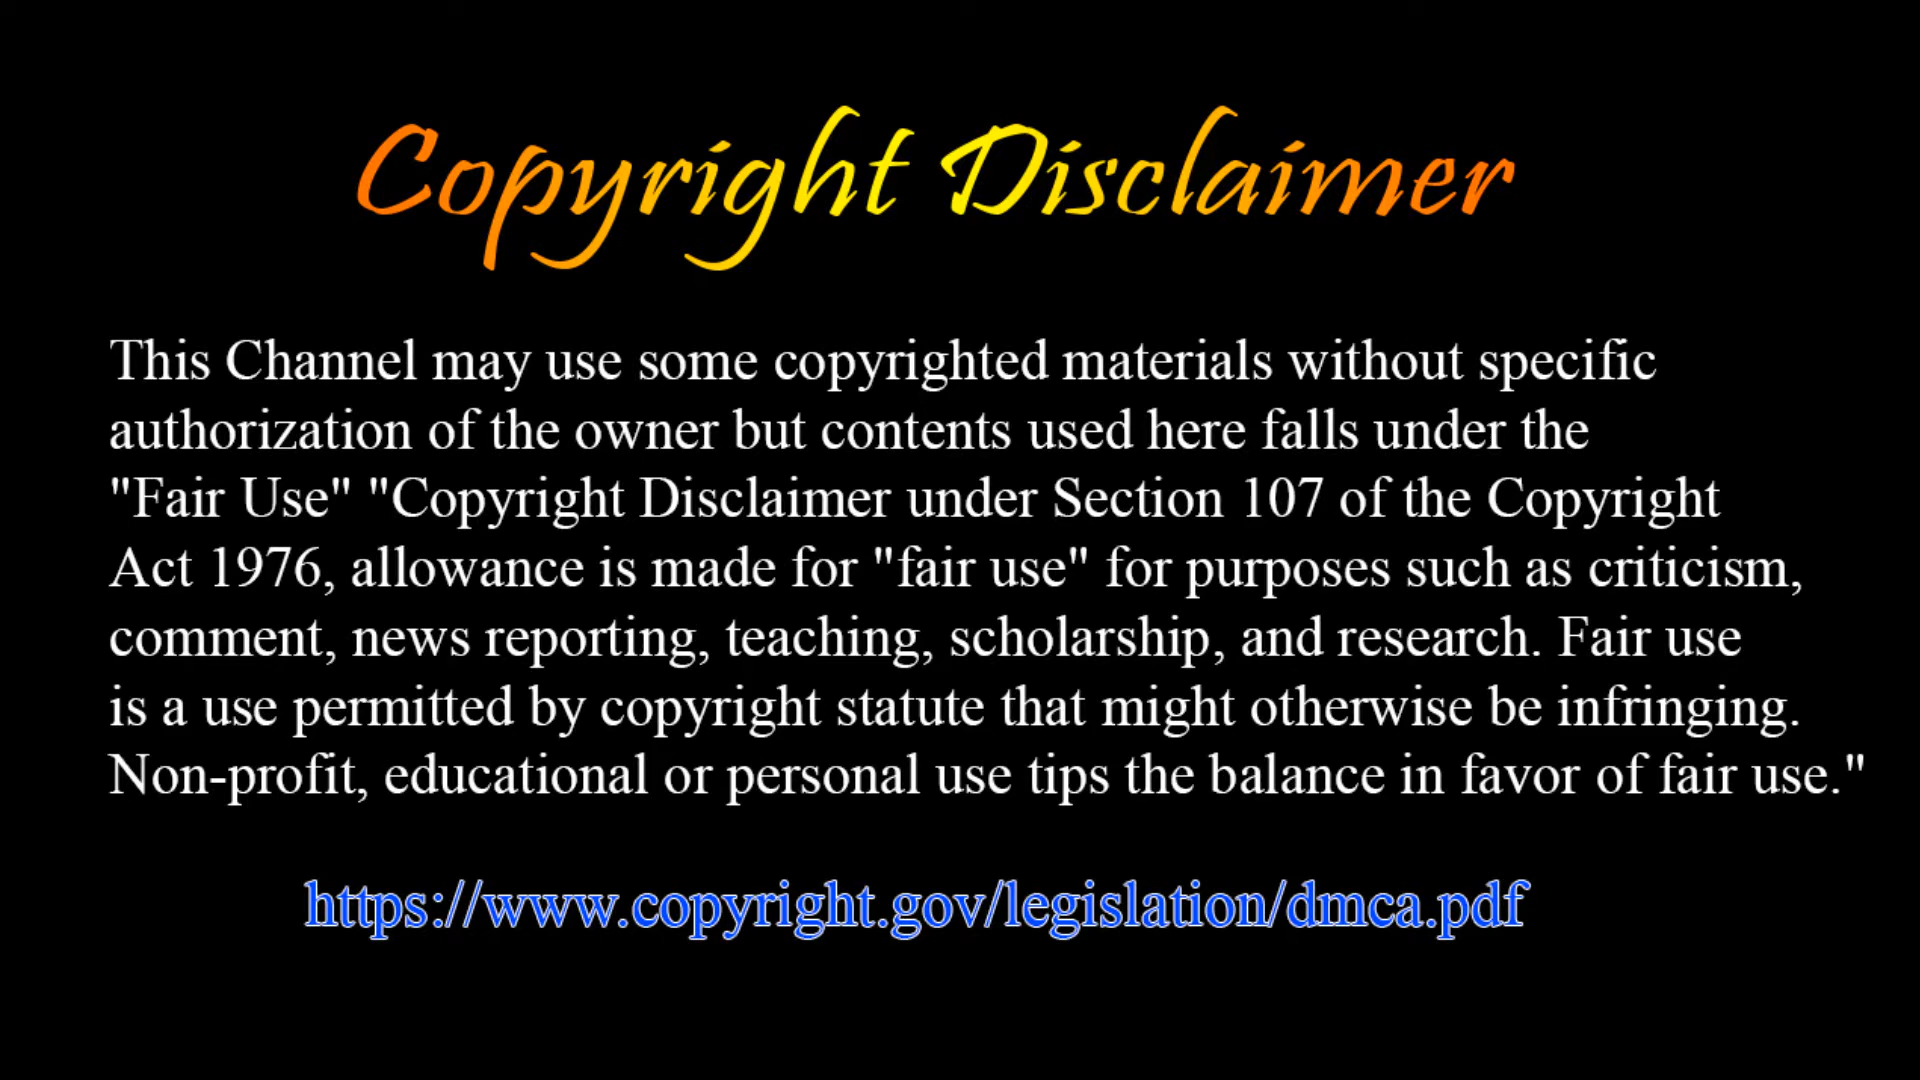 Copyright Disclaimer
This Channel may use some copyrighted materials without specific
authorization of the owner but contents used here falls under the
"Fair Use" "Copyright Disclaimer under Section 107 of the Copyright
Act 1976, allowance is made for "fair use" for purposes such as criticism,
comment, news reporting, teaching, scholarship, and research. Fair use
is a use permitted by copyright statute that might otherwise be infringing.
Non-profit, educational or personal use tips the balance in favor of fair use."
https://www.copyright.gov/legislation/dmca.pdf